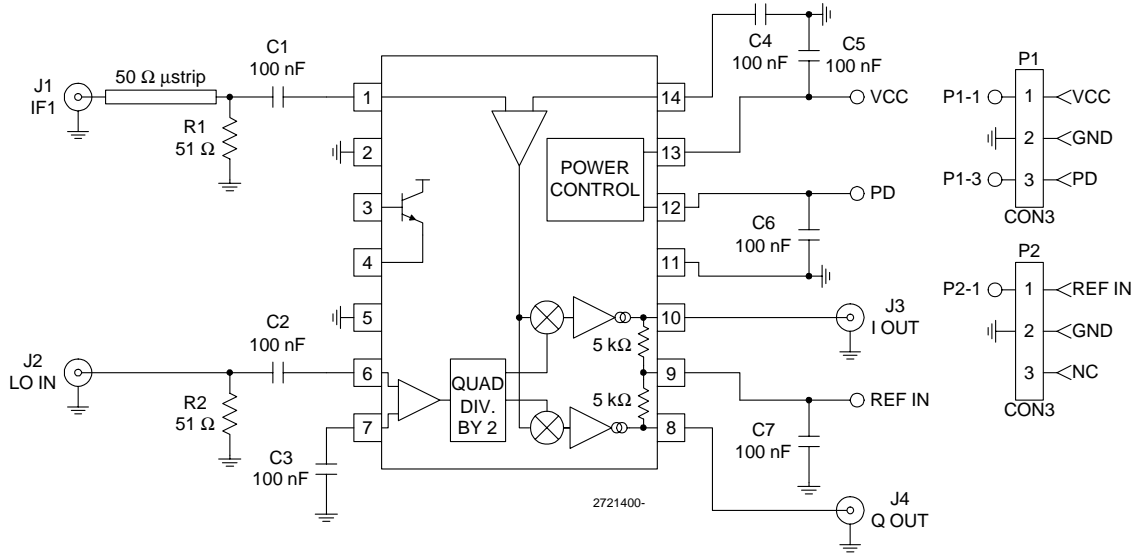 J1
IF1
50 Ω µstrip
C1
100 nF
R1
51 Ω
1
2
3
4
5
6
7
J2
LO IN
R2
51 Ω
C2
100 nF
C3
100 nF
QUAD
DIV.
BY 2
POWER
CONTROL
5 kΩ
5 kΩ
14
13
12
11
10
9
8
C4
100 nF
C5
100 nF
VCC
PD
C6
100 nF
J3
I OUT
REF IN
C7
100 nF
J4
Q OUT
2721400-
P1
P1-1 1 VCC
2 GND
P1-3 3 PD
CON3
P2
P2-1 1 REF IN
2 GND
3 NC
CON3